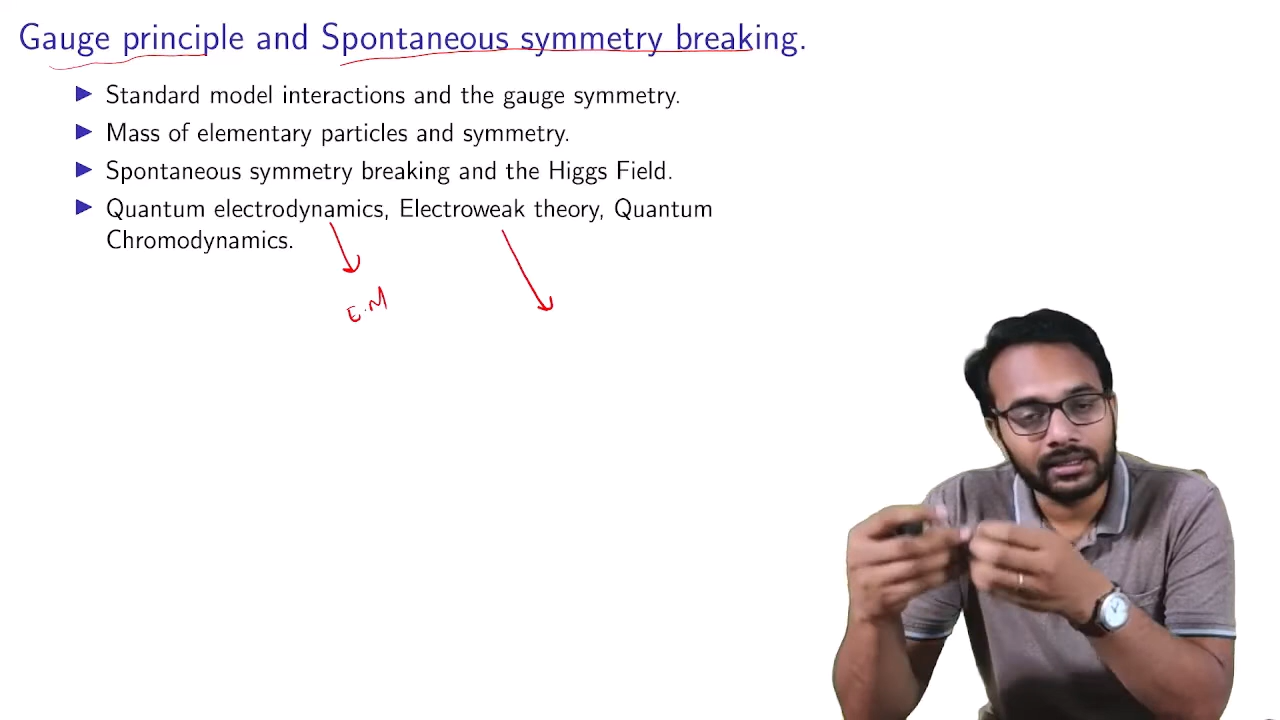 Gauge principle and Spontaneous symmetry breaking.
Standard model interactions and the gauge symmetry.
Mass of elementary particles and symmetry.
Spontaneous symmetry breaking and the Higgs Field.
Quantum electrodynamics, Electroweak theory, Quantum
Chromodynamics.
E.M